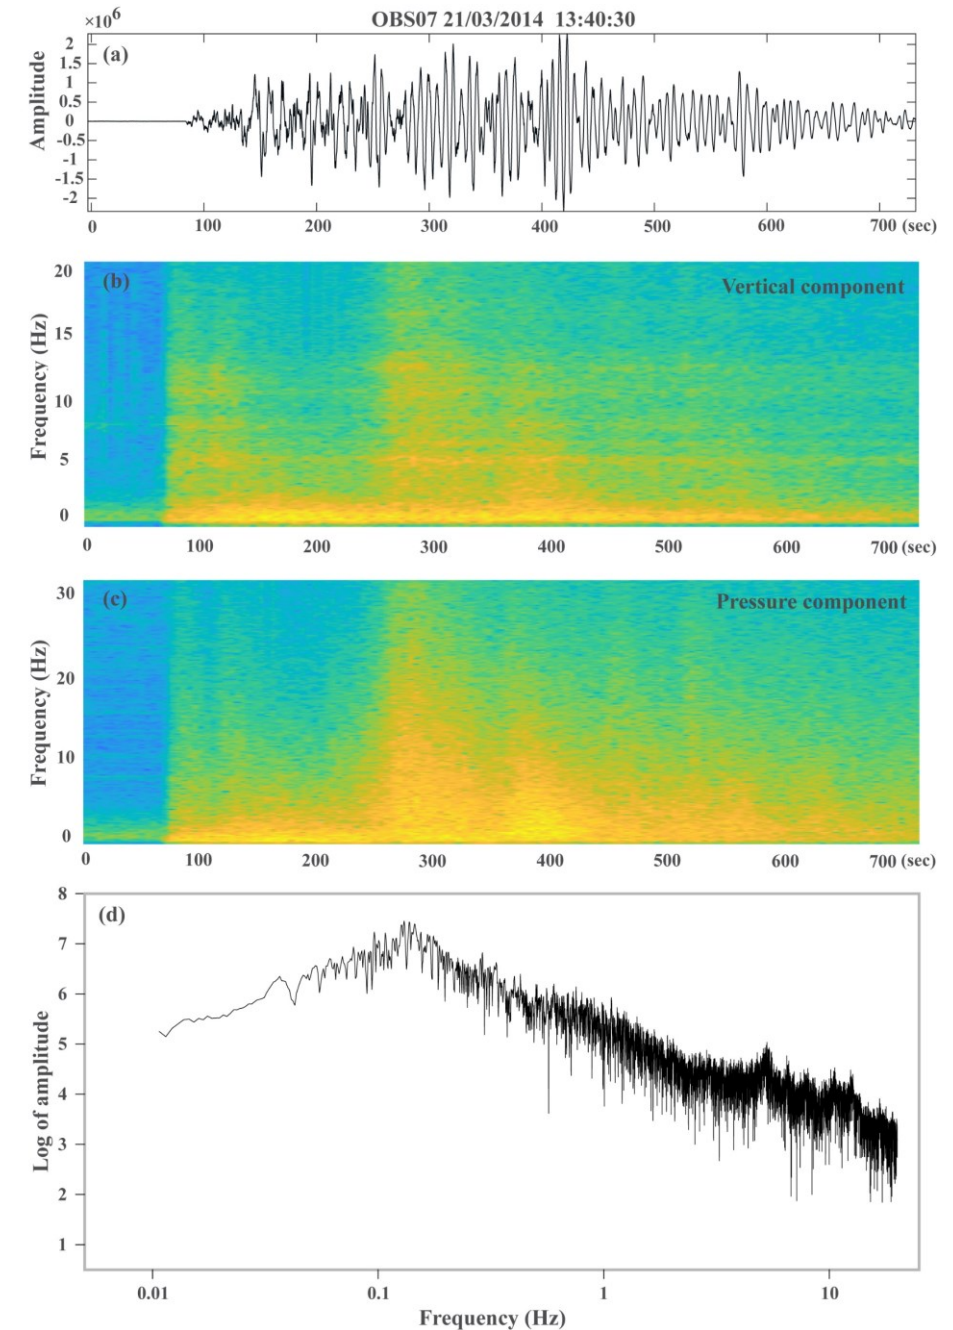 OBS07 21/03/2014 13:40:30
×10⁶
(a)
Amplitude
2
1.5
1
0.5
0
-0.5
-1
-1.5
-2
0 100 200 300 400 500 600 700 (sec)
(b)
Vertical component
Frequency (Hz)
20
15
10
5
0
0 100 200 300 400 500 600 700 (sec)
(c)
Pressure component
Frequency (Hz)
30
20
10
0
0 100 200 300 400 500 600 700 (sec)
(d)
Log of amplitude
8
7
6
5
4
3
2
1
0.01 0.1 1 10
Frequency (Hz)